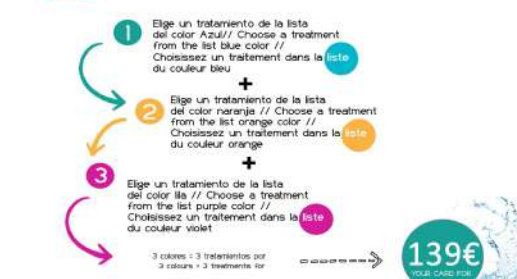 1
Elige un tratamiento de la lista
del color Azul// Choose a treatment
from the list blue color //
Choisissez un traitement dans la liste
du couleur bleu
+
2
Elige un tratamiento de la lista
del color naranja // Choose a treatment
from the list orange color //
Choisissez un traitement dans la liste
du couleur orange
+
3
Elige un tratamiento de la lista
del color lila // Choose a treatment
from the list purple color //
Choisissez un traitement dans la liste
du couleur violet
3 colores = 3 tratamientos por
3 colours = 3 treatments for
139€
YOUR CARD FOR